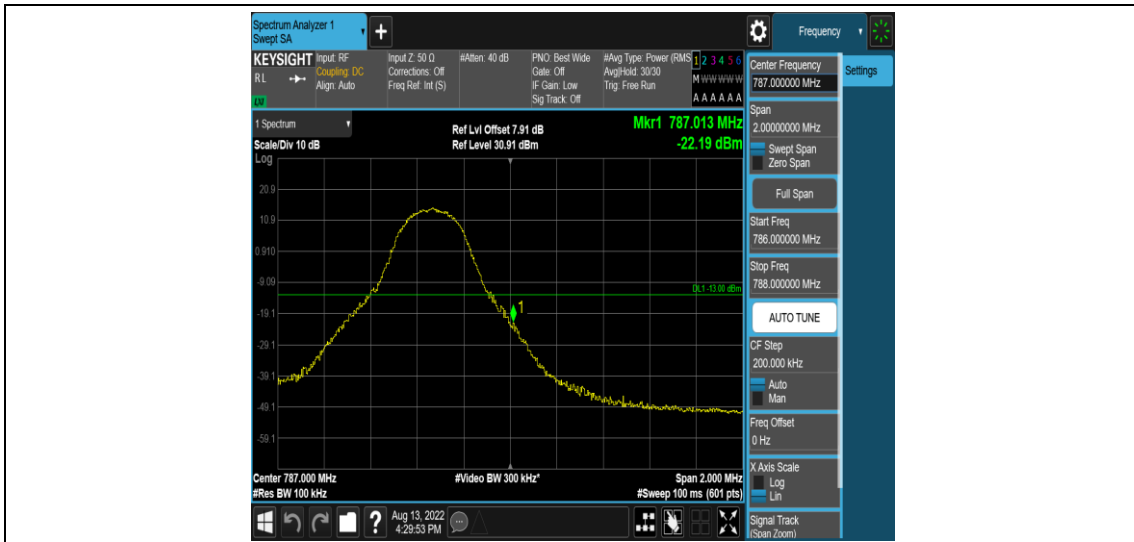 Spectrum Analyzer 1
Swept SA
+
Frequency
KEYSIGHT
RL
LXI
Input: RF
Coupling: DC
Align: Auto
Input Z: 50 Ω
Corrections: Off
Freq Ref: Int (S)
#Atten: 40 dB
PNO: Best Wide
Gate: Off
IF Gain: Low
Sig Track: Off
#Avg Type: Power (RMS
Avg|Hold: 30/30
Trig: Free Run
1 2 3 4 5 6
M W W W W W
A A A A A A
1 Spectrum
Scale/Div 10 dB
Log
Ref Lvl Offset 7.91 dB
Ref Level 30.91 dBm
Mkr1 787.013 MHz
-22.19 dBm
20.9
10.9
0.910
-9.09
-19.1
-29.1
-39.1
-49.1
-59.1
DL1 -13.00 dBm
1
Center 787.000 MHz
#Res BW 100 kHz
#Video BW 300 kHz*
Span 2.000 MHz
#Sweep 100 ms (601 pts)
?
Aug 13, 2022
4:29:53 PM
Center Frequency
787.000000 MHz
Settings
Span
2.00000000 MHz
Swept Span
Zero Span
Full Span
Start Freq
786.000000 MHz
Stop Freq
788.000000 MHz
AUTO TUNE
CF Step
200.000 kHz
Auto
Man
Freq Offset
0 Hz
X Axis Scale
Log
Lin
Signal Track
(Span Zoom)